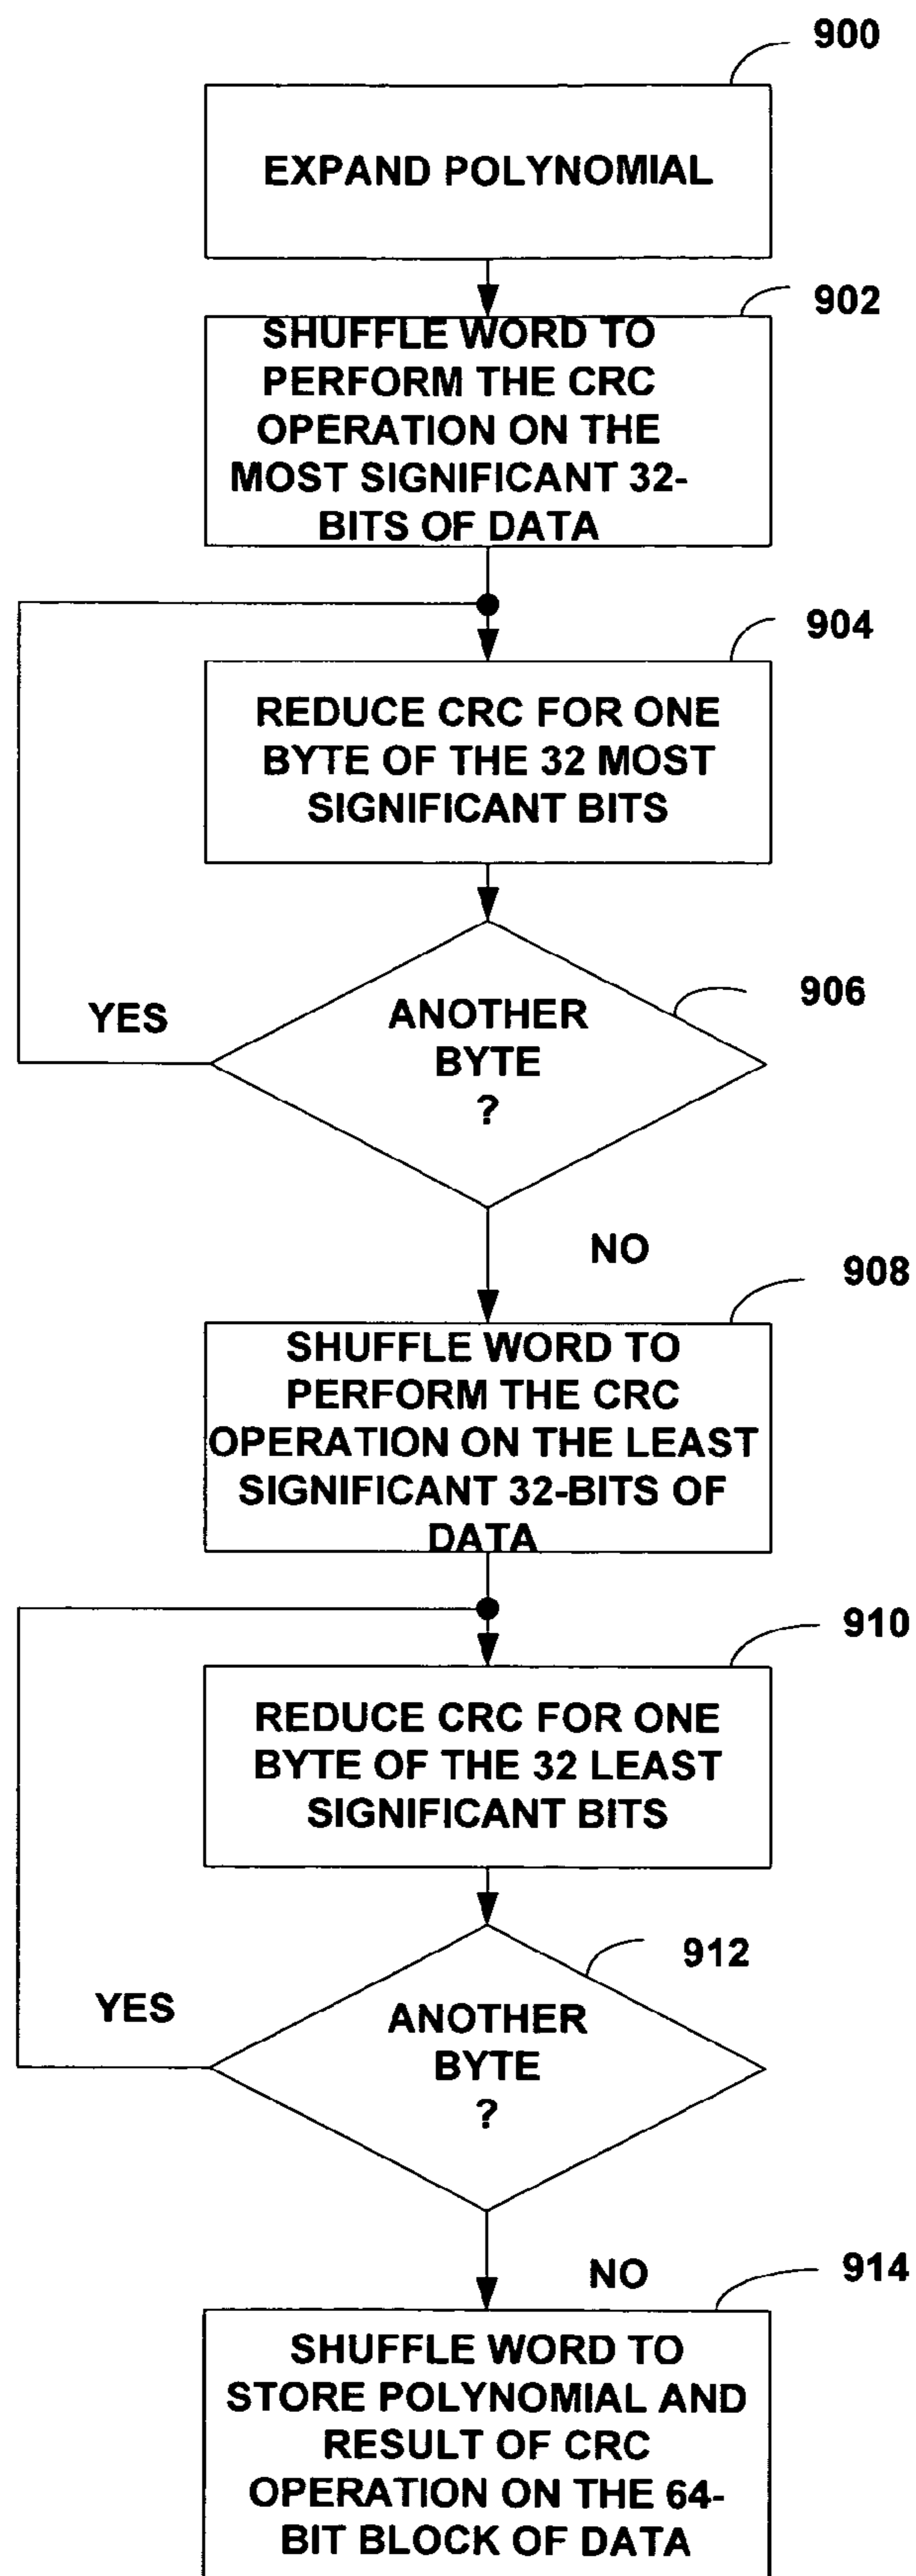 900
EXPAND POLYNOMIAL
902
SHUFFLE WORD TO
PERFORM THE CRC
OPERATION ON THE
MOST SIGNIFICANT 32-
BITS OF DATA
904
REDUCE CRC FOR ONE
BYTE OF THE 32 MOST
SIGNIFICANT BITS
906
YES
ANOTHER
BYTE
?
NO
908
SHUFFLE WORD TO
PERFORM THE CRC
OPERATION ON THE LEAST
SIGNIFICANT 32-BITS OF
DATA
910
REDUCE CRC FOR ONE
BYTE OF THE 32 LEAST
SIGNIFICANT BITS
912
YES
ANOTHER
BYTE
?
NO
914
SHUFFLE WORD TO
STORE POLYNOMIAL AND
RESULT OF CRC
OPERATION ON THE 64-
BIT BLOCK OF DATA